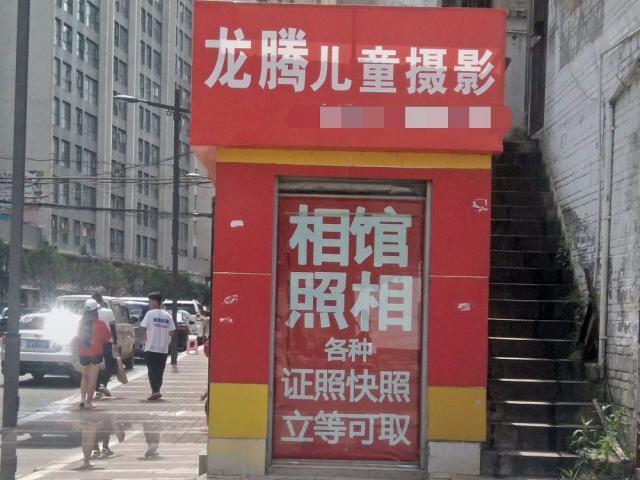 龙腾儿童摄影
相馆
照相
各种
证照快照
立等可取